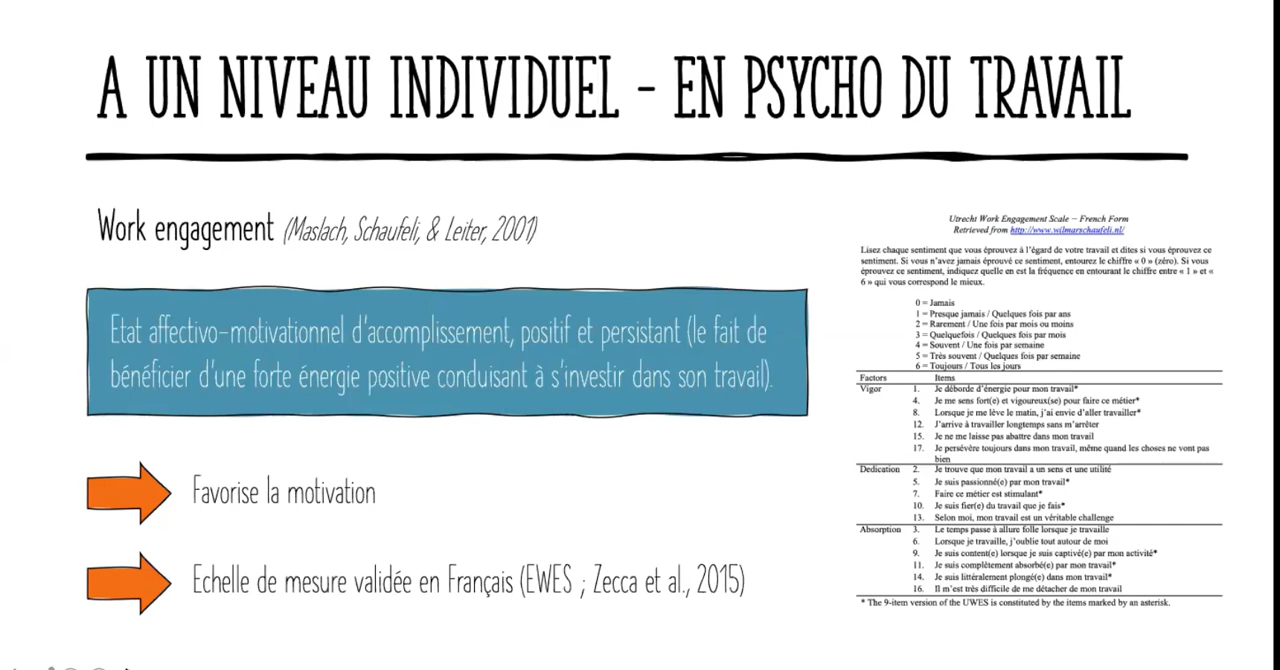 A UN NIVEAU INDIVIDUEL - EN PSYCHO DU TRAVAIL
Work engagement (Maslach, Schaufeli, & Leiter, 2001)
Etat affectivo-motivationnel d'accomplissement, positif et persistant (le fait de
bénéficier d'une forte énergie positive conduisant à s'investir dans son travail).
Favorise la motivation
Echelle de mesure validée en Français (EWES ; Zecca et al., 2015)
Utrecht Work Engagement Scale – French Form
Retrieved from http://www.wilmarschaufeli.nl/
Lisez chaque sentiment que vous éprouvez à l'égard de votre travail et dites si vous éprouvez ce
sentiment. Si vous n'avez jamais éprouvé ce sentiment, entourez le chiffre « 0 » (zéro). Si vous
éprouvez ce sentiment, indiquez quelle en est la fréquence en entourant le chiffre entre « 1 » et «
6 » qui vous correspond le mieux.
0 = Jamais
1 = Presque jamais / Quelques fois par ans
2 = Rarement / Une fois par mois ou moins
3 = Quelquefois / Quelques fois par mois
4 = Souvent / Une fois par semaine
5 = Très souvent / Quelques fois par semaine
6 = Toujours / Tous les jours
Factors Items
Vigor 1. Je déborde d'énergie pour mon travail*
4. Je me sens fort(e) et vigoureux(se) pour faire ce métier*
8. Lorsque je me lève le matin, j'ai envie d'aller travailler*
12. J'arrive à travailler longtemps sans m'arrêter
15. Je ne me laisse pas abattre dans mon travail
17. Je persévère toujours dans mon travail, même quand les choses ne vont pas
bien
Dedication 2. Je trouve que mon travail a un sens et une utilité
5. Je suis passionné(e) par mon travail*
7. Faire ce métier est stimulant*
10. Je suis fier(e) du travail que je fais*
13. Selon moi, mon travail est un véritable challenge
Absorption 3. Le temps passe à allure folle lorsque je travaille
6. Lorsque je travaille, j'oublie tout autour de moi
9. Je suis content(e) lorsque je suis captivé(e) par mon activité*
11. Je suis complètement absorbé(e) par mon travail*
14. Je suis littéralement plongé(e) dans mon travail*
16. Il m'est très difficile de me détacher de mon travail
* The 9-item version of the UWES is constituted by the items marked by an asterisk.